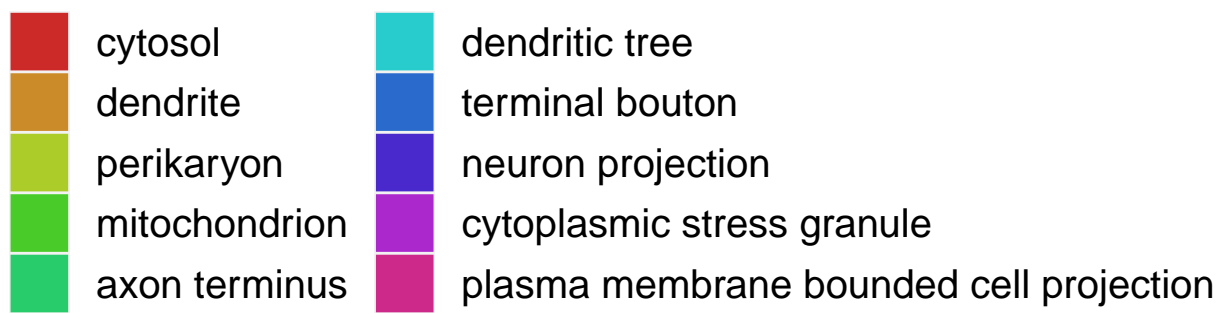 cytosol
dendrite
perikaryon
mitochondrion
axon terminus
dendritic tree
terminal bouton
neuron projection
cytoplasmic stress granule
plasma membrane bounded cell projection